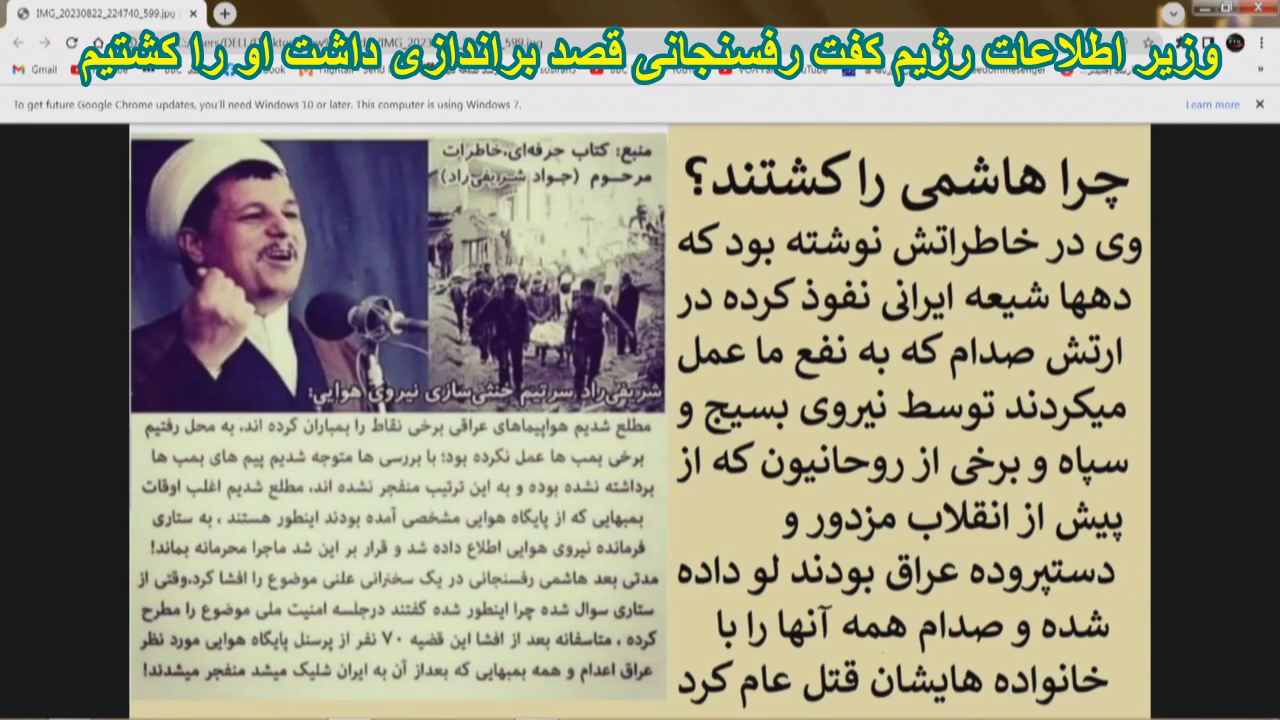 IMG_20230822_224740_599.jpg
وزیر اطلاعات رژیم کفت رفسنجانی قصد براندازی داشت او را کشتیم
Gmail
To get future Google Chrome updates, you'll need Windows 10 or later. This computer is using Windows 7.
Learn more
منبع: کتاب حرفه‌ای،خاطرات
مرحـوم (جـواد شـریفی‌راد)
شریفی‌راد سرتیم خنثی‌سازی نیروی هوایی:
مطلع شدیم هواپیماهای عراقی برخی نقاط را بمباران کرده اند، به محل رفتیم
برخی بمب ها عمل نکرده بود؛ با بررسی ها متوجه شدیم پیم های بمب ها
برداشته نشده بوده و به این ترتیب منفجر نشده اند، مطلع شدیم اغلب اوقات
بمبهایی که از پایگاه هوایی مشخصی آمده بودند اینطور هستند ، به ستاری
فرمانده نیروی هوایی اطلاع داده شد و قرار بر این شد ماجرا محرمانه بماند!
مدتی بعد هاشمی رفسنجانی در یک سخنرانی علنی موضوع را افشا کرد،وقتی از
ستاری سوال شده چرا اینطور شده گفتند درجلسه امنیت ملی موضوع را مطرح
کرده ، متاسفانه بعد از افشا این قضیه ۷۰ نفر از پرسنل پایگاه هوایی مورد نظر
عراق اعدام و همه بمبهایی که بعداز آن به ایران شلیک میشد منفجر میشدند!
چرا هاشمی را کشتند؟
وی در خاطراتش نوشته بود که
دهها شیعه ایرانی نفوذ کرده در
ارتش صدام که به نفع ما عمل
میکردند توسط نیروی بسیج و
سپاه و برخی از روحانیون که از
پیش از انقلاب مزدور و
دستپروده عراق بودند لو داده
شده و صدام همه آنها را با
خانواده هایشان قتل عام کرد